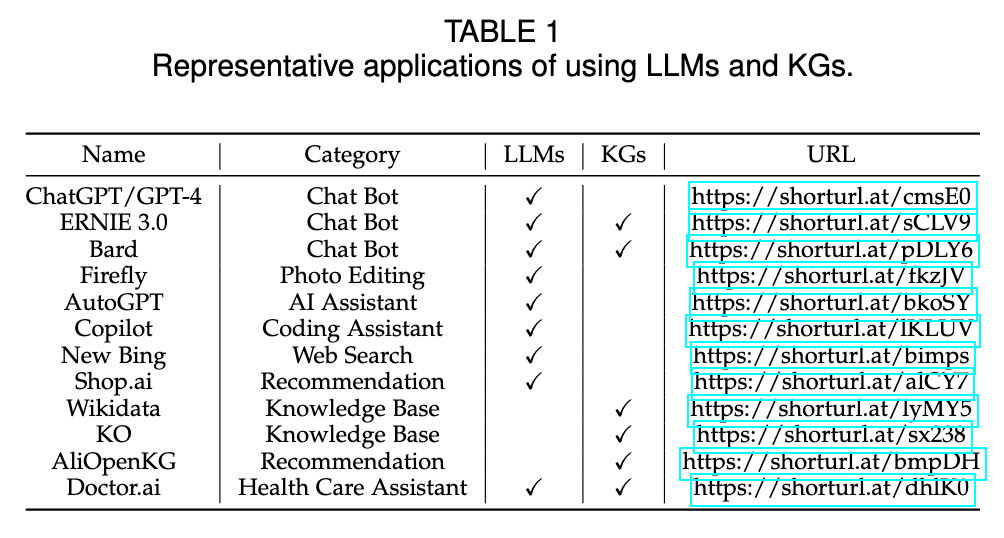 TABLE 1
Representative applications of using LLMs and KGs.
Name Category LLMs KGs URL
ChatGPT/GPT-4 Chat Bot ✓ https://shorturl.at/cmsE0
ERNIE 3.0 Chat Bot ✓ ✓ https://shorturl.at/sCLV9
Bard Chat Bot ✓ ✓ https://shorturl.at/pDLY6
Firefly Photo Editing ✓ https://shorturl.at/fkzJV
AutoGPT AI Assistant ✓ https://shorturl.at/bkoSY
Copilot Coding Assistant ✓ https://shorturl.at/lKLUV
New Bing Web Search ✓ https://shorturl.at/bimps
Shop.ai Recommendation ✓ https://shorturl.at/alCY7
Wikidata Knowledge Base ✓ https://shorturl.at/lyMY5
KO Knowledge Base ✓ https://shorturl.at/sx238
AliOpenKG Recommendation ✓ https://shorturl.at/bmpDH
Doctor.ai Health Care Assistant ✓ ✓ https://shorturl.at/dhlK0